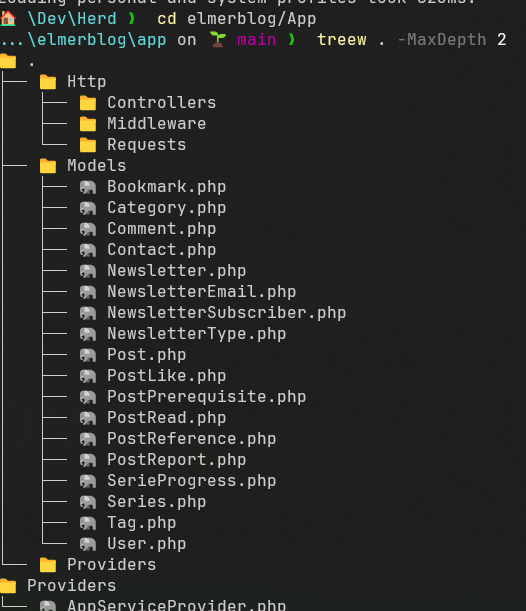 Loading personal and system profiles took 828ms.
\Dev\Herd ❯ cd elmerblog/App
...\elmerblog\app on main ❯ treew . -MaxDepth 2
.
Http
Controllers
Middleware
Requests
Models
Bookmark.php
Category.php
Comment.php
Contact.php
Newsletter.php
NewsletterEmail.php
NewsletterSubscriber.php
NewsletterType.php
Post.php
PostLike.php
PostPrerequisite.php
PostRead.php
PostReference.php
PostReport.php
SerieProgress.php
Series.php
Tag.php
User.php
Providers
Providers
AppServiceProvider.php